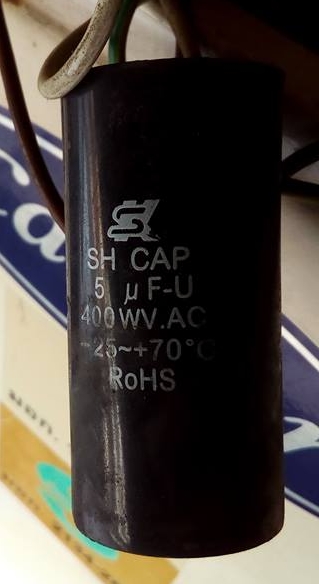 SH CAP
5 μF-U
400WV.AC
-25~+70°C
RoHS